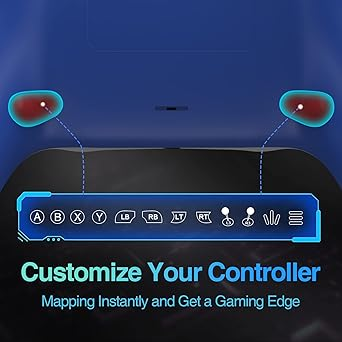 A B X Y LB RB LT RT
Customize Your Controller
Mapping Instantly and Get a Gaming Edge